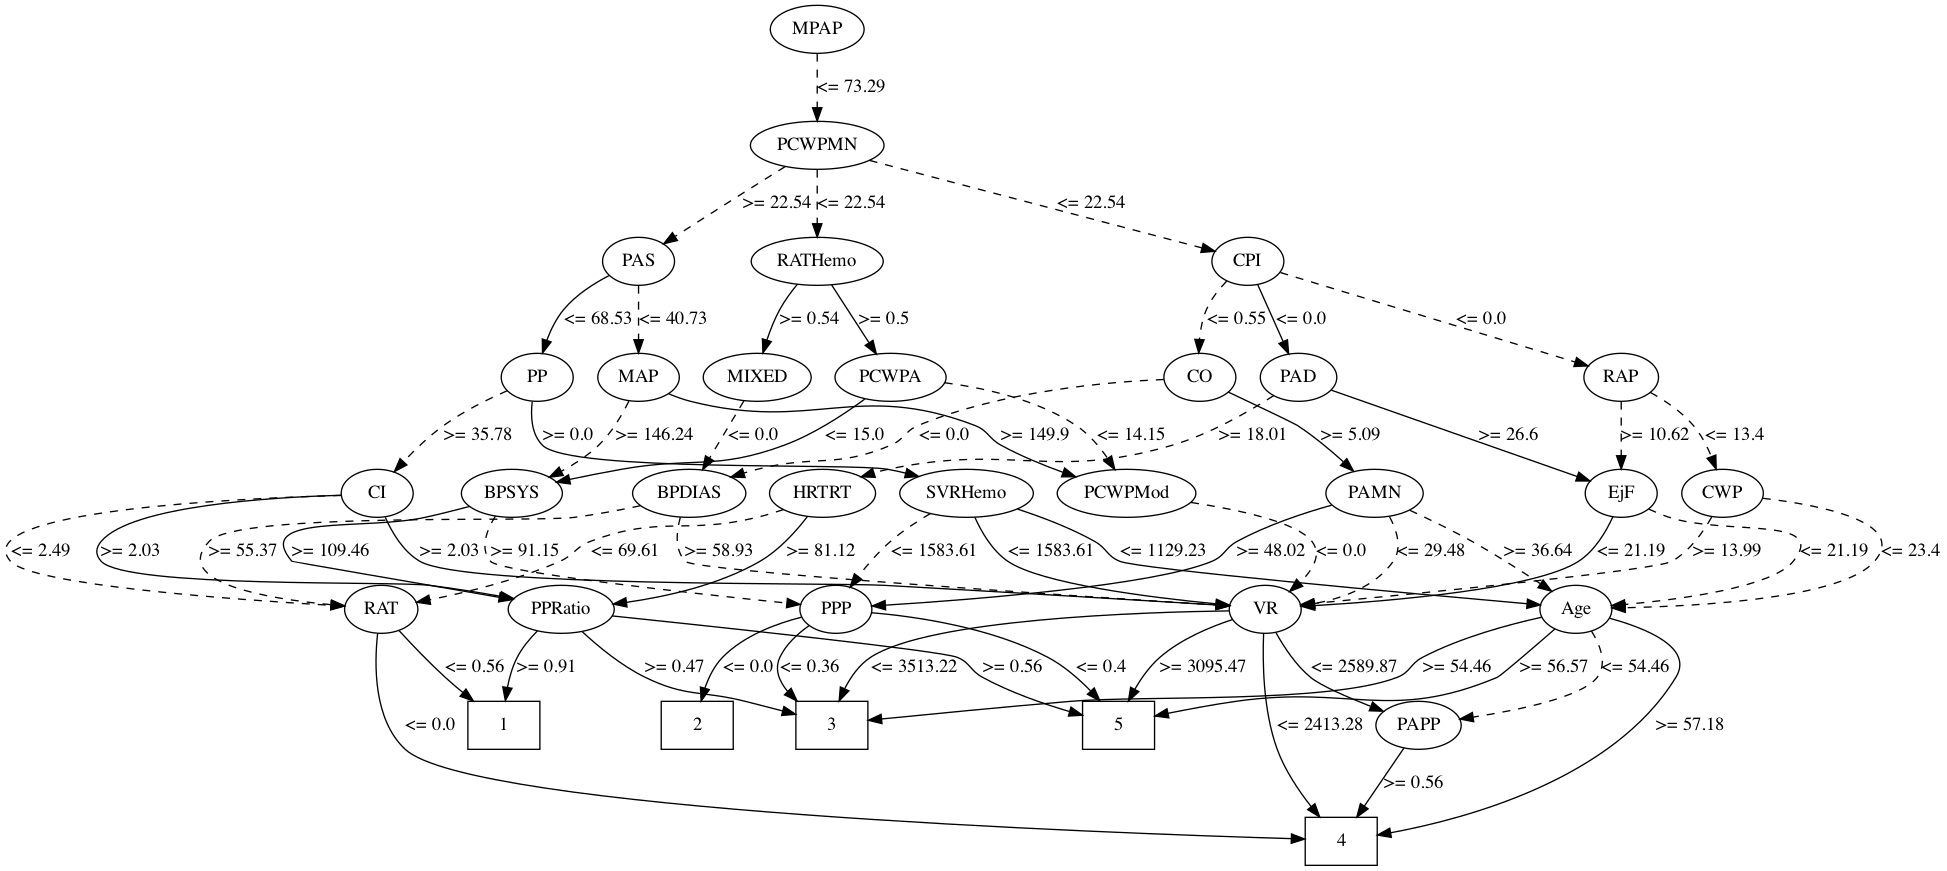 MPAP
<= 73.29
PCWPMN
>= 22.54 <= 22.54 <= 22.54
PAS RATHemo CPI
<= 68.53 <= 40.73 >= 0.54 >= 0.5 <= 0.55 <= 0.0 <= 0.0
PP MAP MIXED PCWPA CO PAD RAP
>= 35.78 >= 0.0 >= 146.24 <= 0.0 <= 15.0 <= 0.0 >= 149.9 <= 14.15 >= 18.01 >= 5.09 >= 26.6 >= 10.62 <= 13.4
CI BPSYS BPDIAS HRTRT SVRHemo PCWPMod PAMN EjF CWP
<= 2.49 >= 2.03 >= 55.37 >= 109.46 >= 2.03 >= 91.15 <= 69.61 >= 58.93 >= 81.12 <= 1583.61 <= 1583.61 <= 1129.23 >= 48.02 <= 0.0 <= 29.48 >= 36.64 <= 21.19 >= 13.99 <= 21.19 <= 23.4
RAT PPRatio PPP VR Age
<= 0.56 >= 0.91 >= 0.47 <= 0.0 <= 0.36 <= 3513.22 >= 0.56 <= 0.4 >= 3095.47 <= 2589.87 >= 54.46 >= 56.57 <= 54.46
<= 0.0 1 2 3 5 <= 2413.28 PAPP >= 57.18
>= 0.56
4